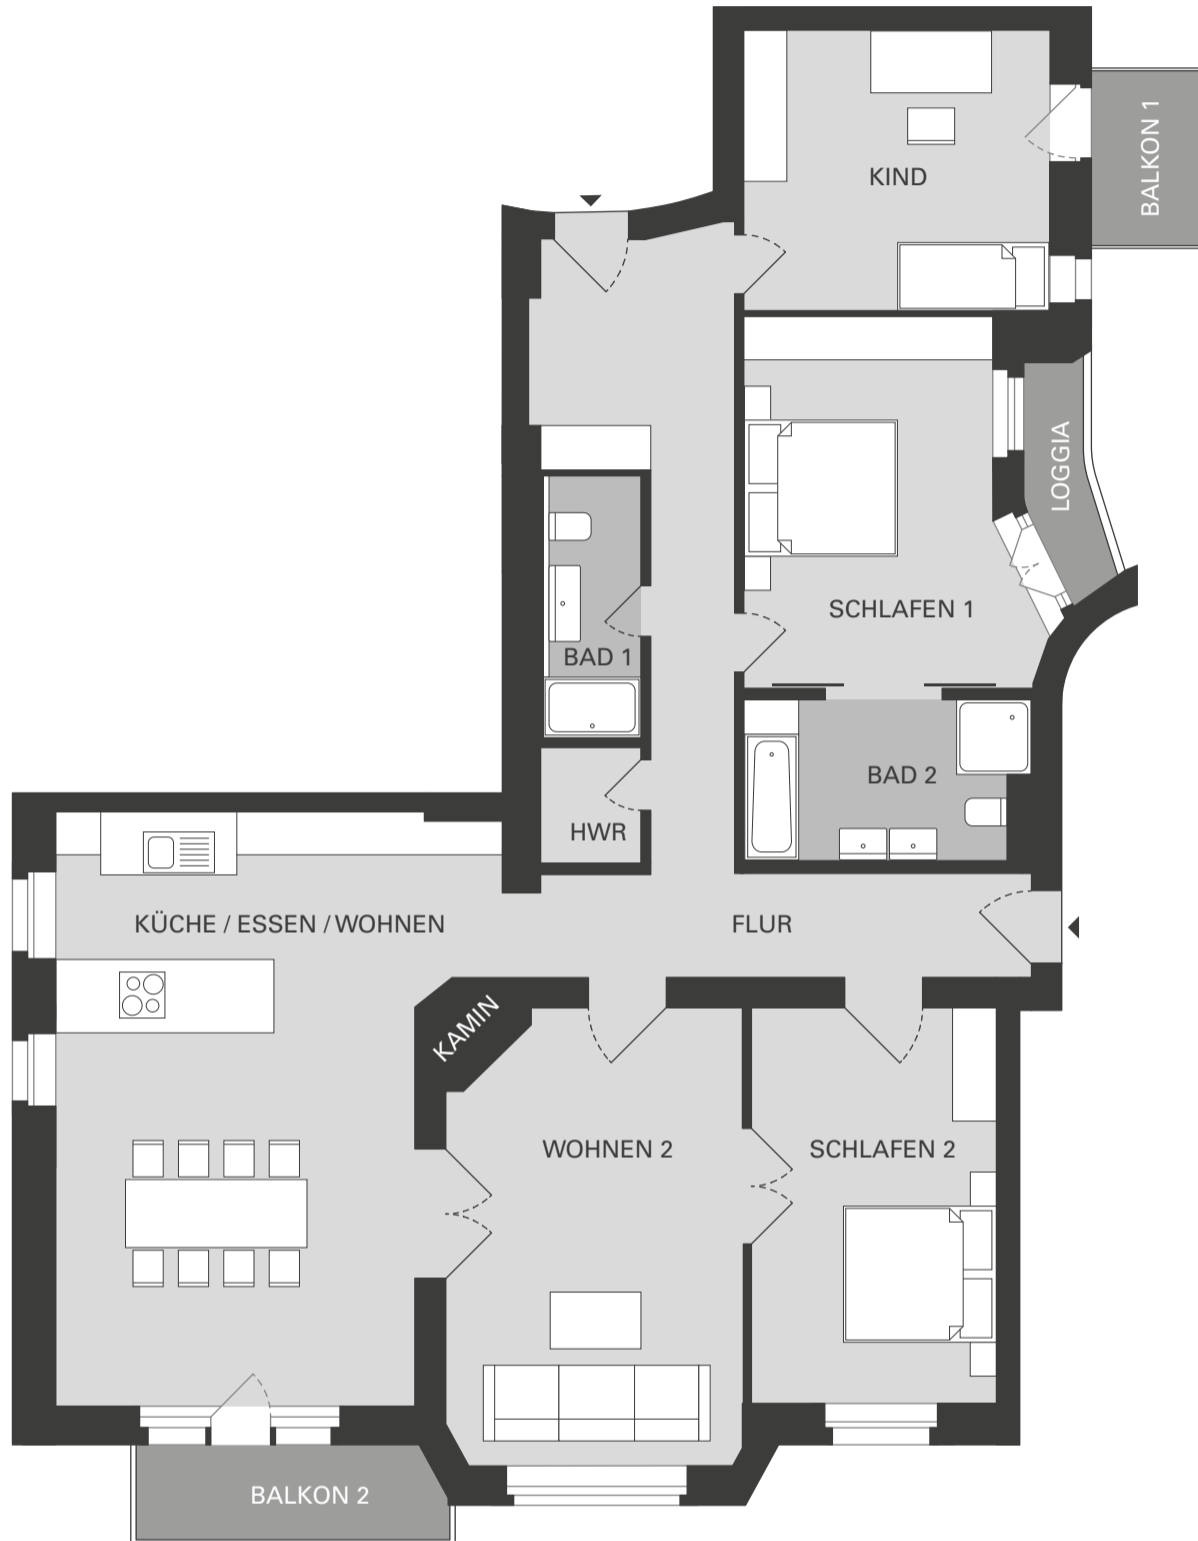 BALKON 1
KIND
LOGGIA
SCHLAFEN 1
BAD 1
BAD 2
HWR
KÜCHE / ESSEN / WOHNEN
FLUR
KAMIN
WOHNEN 2
SCHLAFEN 2
BALKON 2